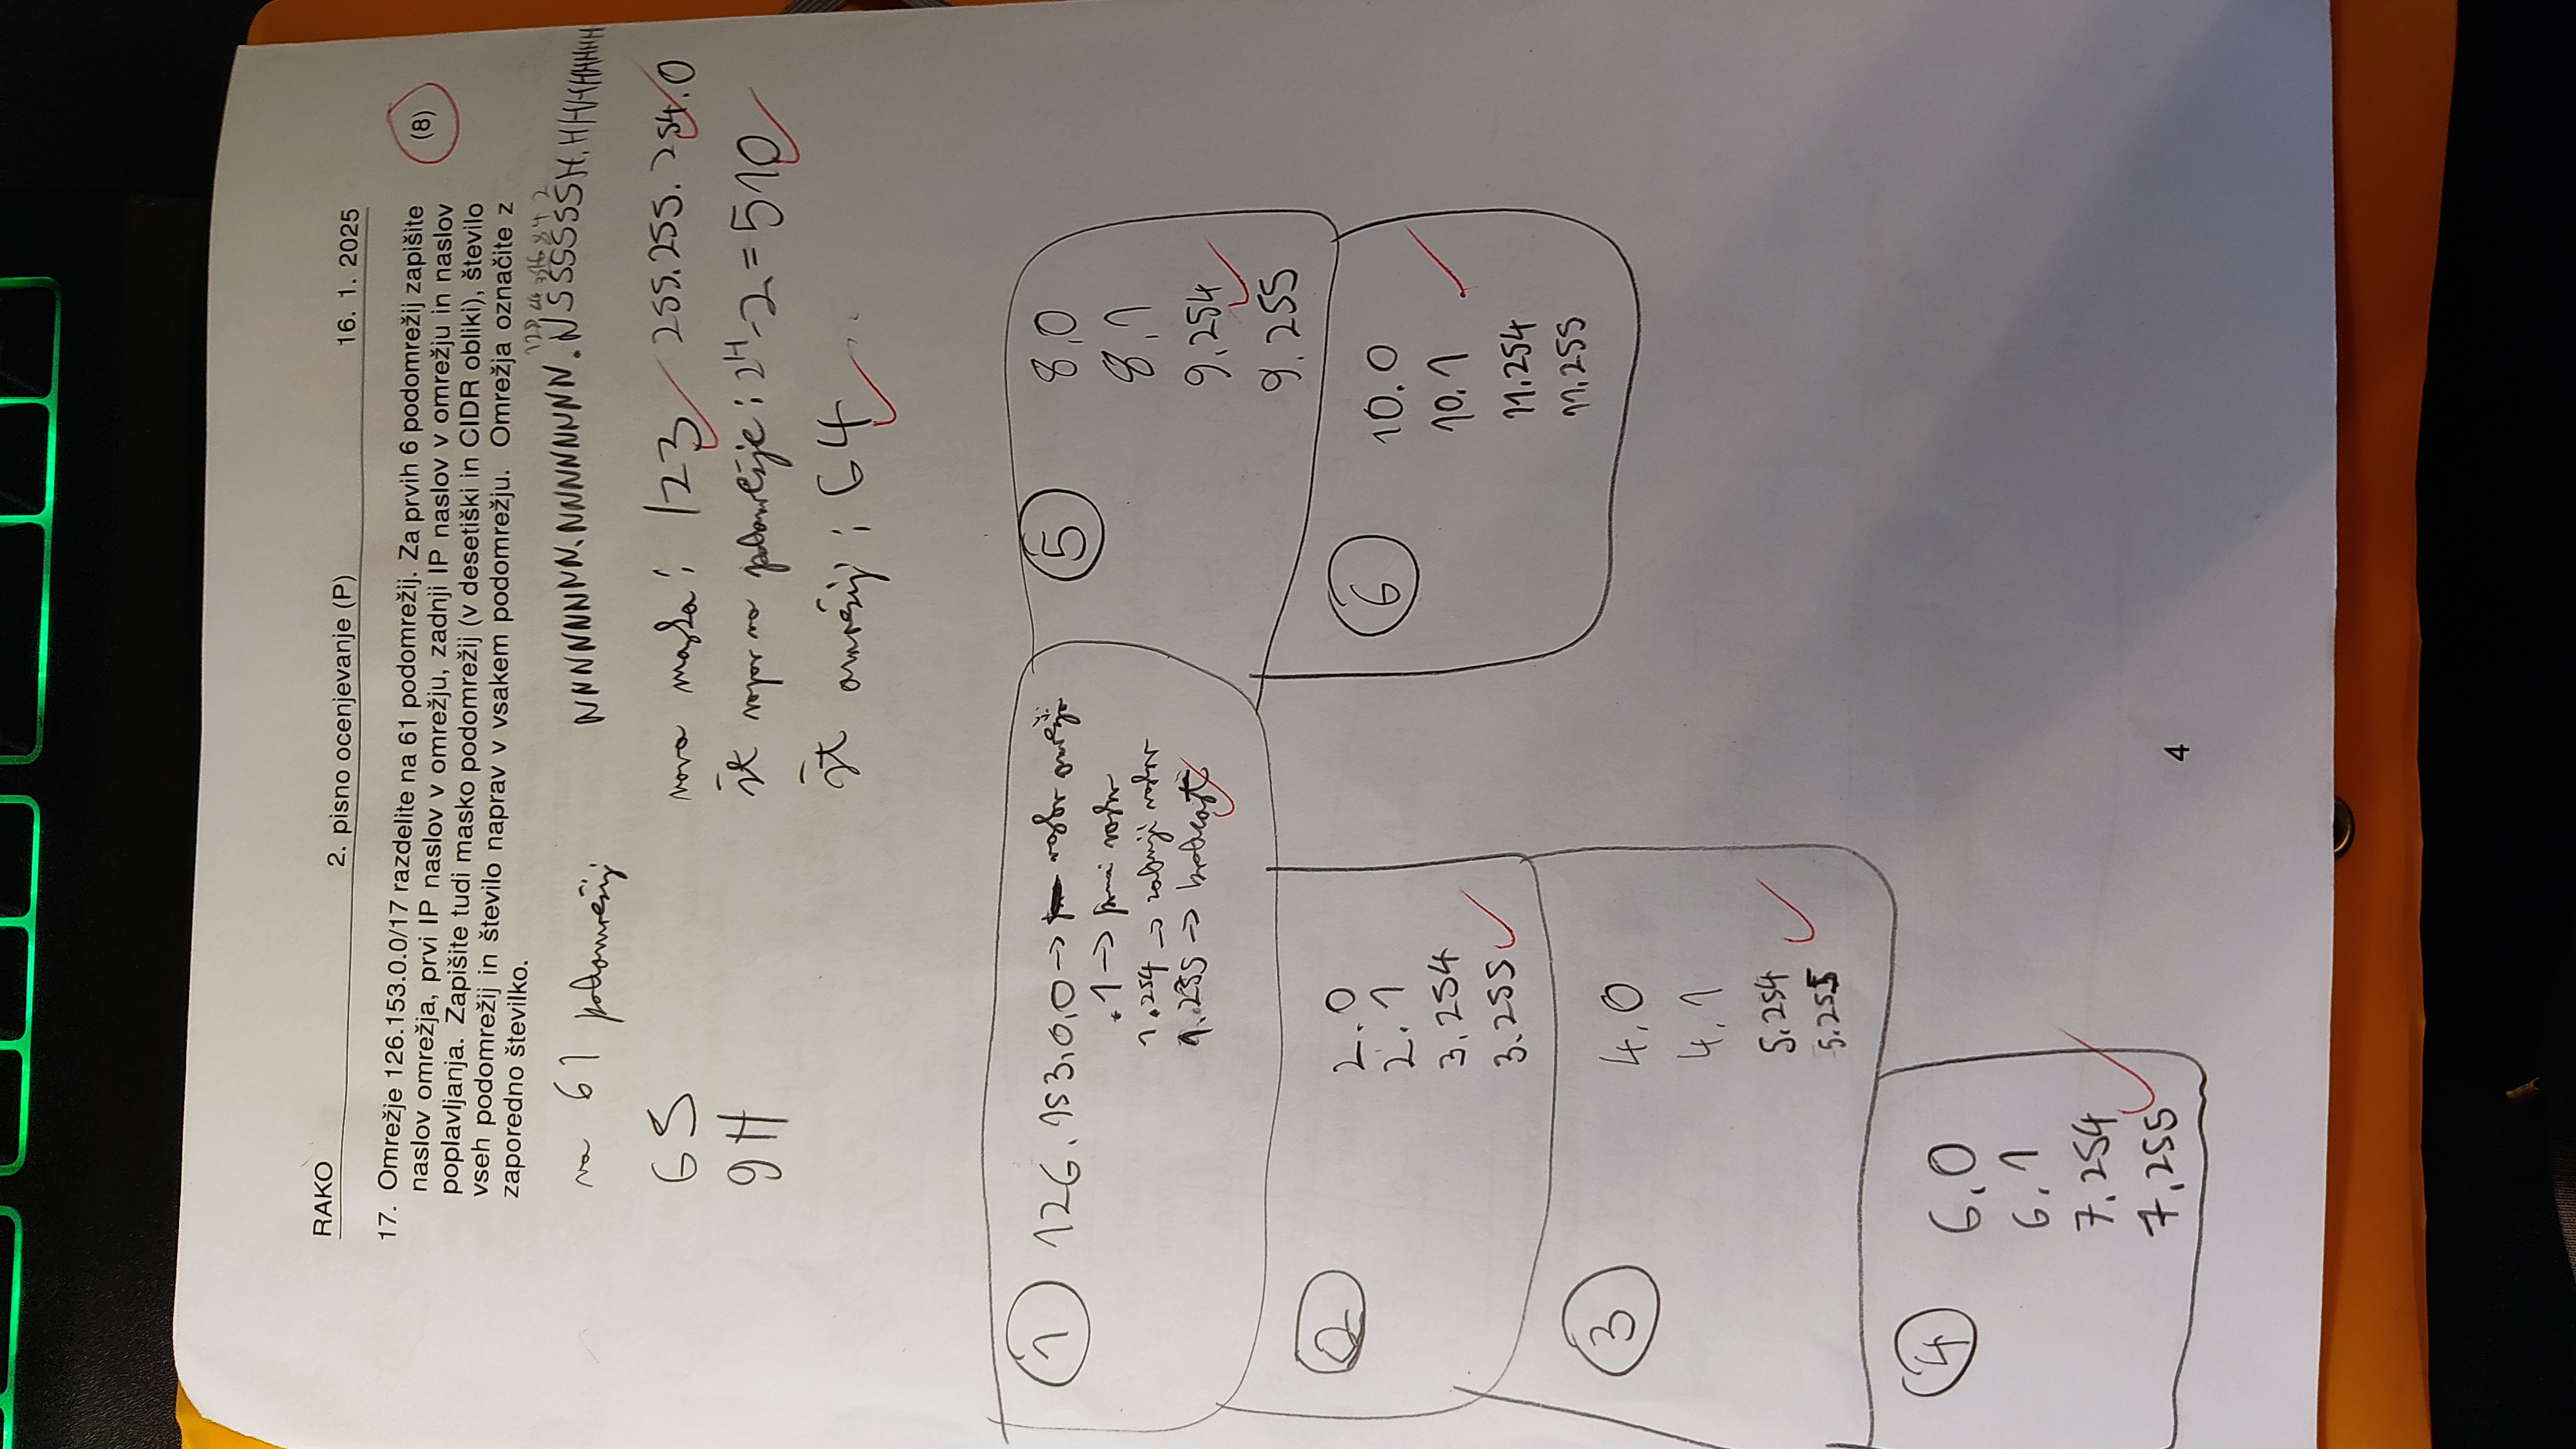 RAKO
2. pisno ocenjevanje (P)
16. 1. 2025
17. Omrežje 126.153.0.0/17 razdelite na 61 podomrežij. Za prvih 6 podomrežij zapišite
naslov omrežja, prvi IP naslov v omrežju, zadnji IP naslov v omrežju in naslov
poplavljanja. Zapišite tudi masko podomrežij (v desetiški in CIDR obliki), število
vseh podomrežij in število naprav v vsakem podomrežju. Omrežja označite z
zaporedno številko.
(8)
128 64 32 16 8 4 2
na 61 podomrežij
NNNNNNNN.NNNNNNNN.NSSSSSSH.HHHHHHHH
6S
nova maska: /23 255.255.254.0
9H
št napr na podomrežje: 2^H-2=510
št omrežij: 64
1
126.153.0.0 -> naslov omrežja
.1 -> prvi naslov
1.254 -> zadnji naslov
1.255 -> brodcast
2
2.0
2.1
3.254
3.255
3
4.0
4.1
5.254
5.255
4
6.0
6.1
7.254
7.255
5
8.0
8.1
9.254
9.255
6
10.0
10.1
11.254
11.255
4